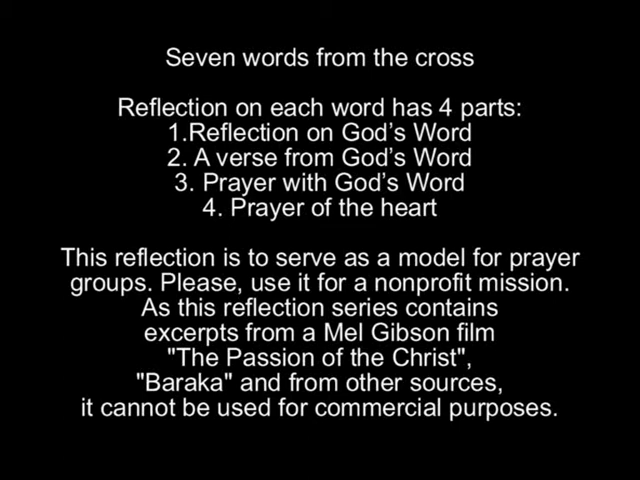 Seven words from the cross
Reflection on each word has 4 parts:
1.Reflection on God's Word
2. A verse from God's Word
3. Prayer with God's Word
4. Prayer of the heart
This reflection is to serve as a model for prayer
groups. Please, use it for a nonprofit mission.
As this reflection series contains
excerpts from a Mel Gibson film
"The Passion of the Christ",
"Baraka" and from other sources,
it cannot be used for commercial purposes.